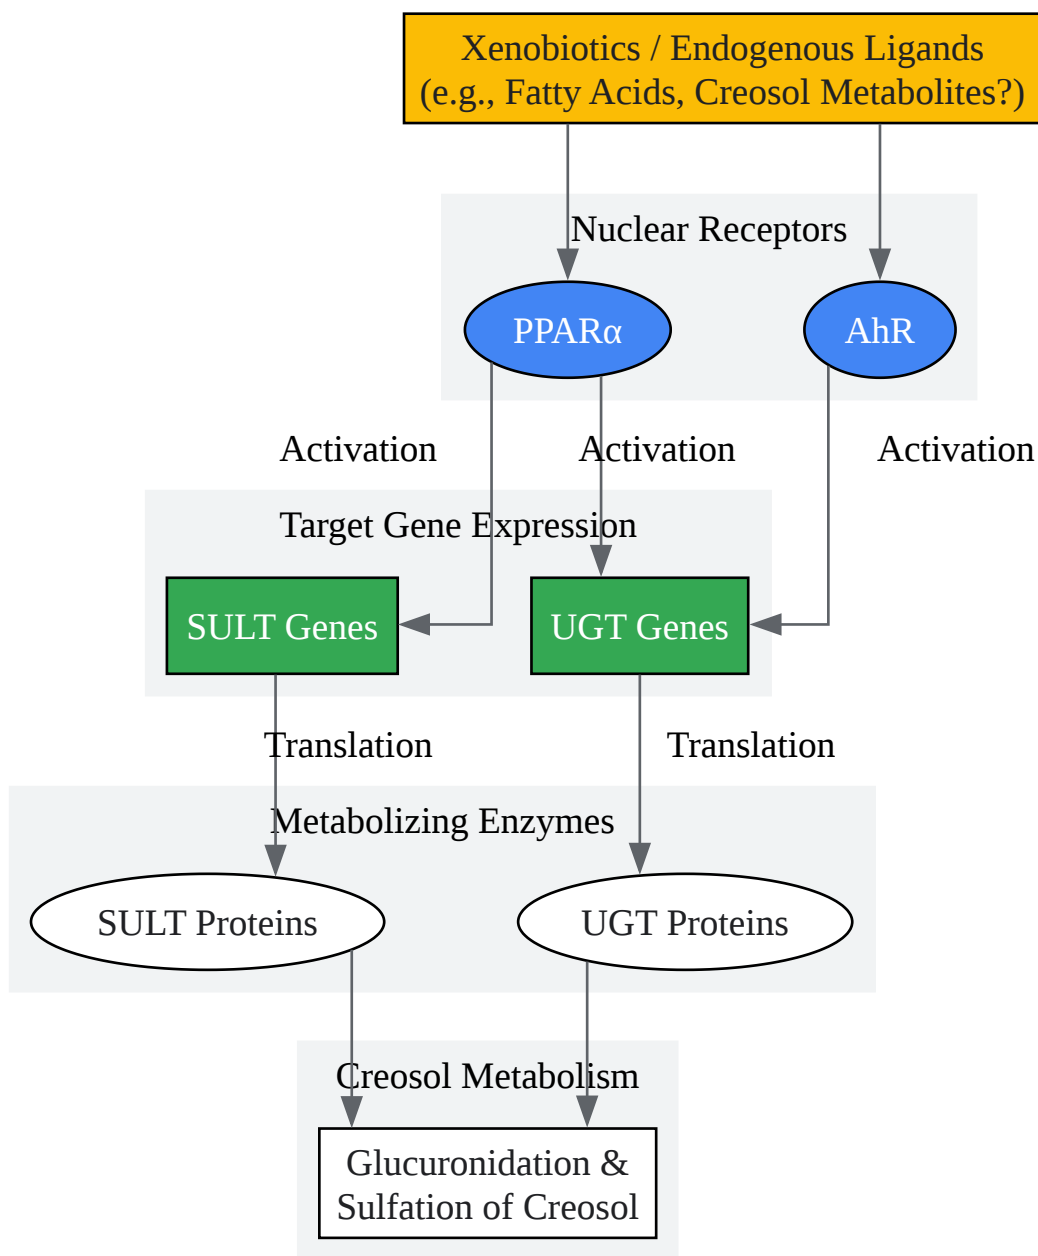 Xenobiotics / Endogenous Ligands
(e.g., Fatty Acids, Creosol Metabolites?)
Nuclear Receptors
PPARα
AhR
Activation
Activation
Activation
Target Gene Expression
SULT Genes
UGT Genes
Translation
Translation
Metabolizing Enzymes
SULT Proteins
UGT Proteins
Creosol Metabolism
Glucuronidation &
Sulfation of Creosol